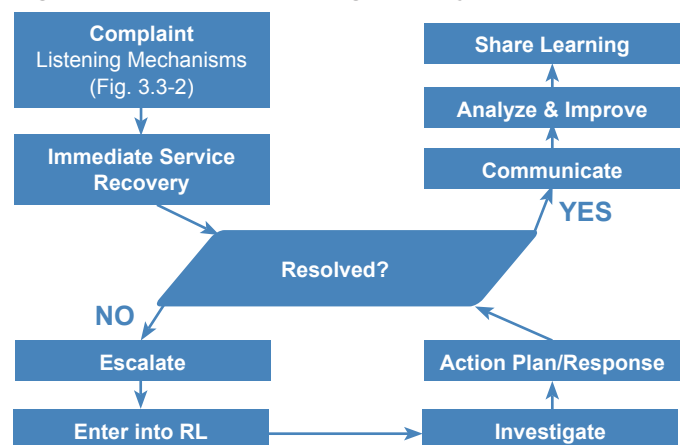 Complaint
Listening Mechanisms
(Fig. 3.3-2)
Immediate Service
Recovery
Resolved?
NO
Escalate
Enter into RL
Investigate
Action Plan/Response
YES
Communicate
Analyze & Improve
Share Learning